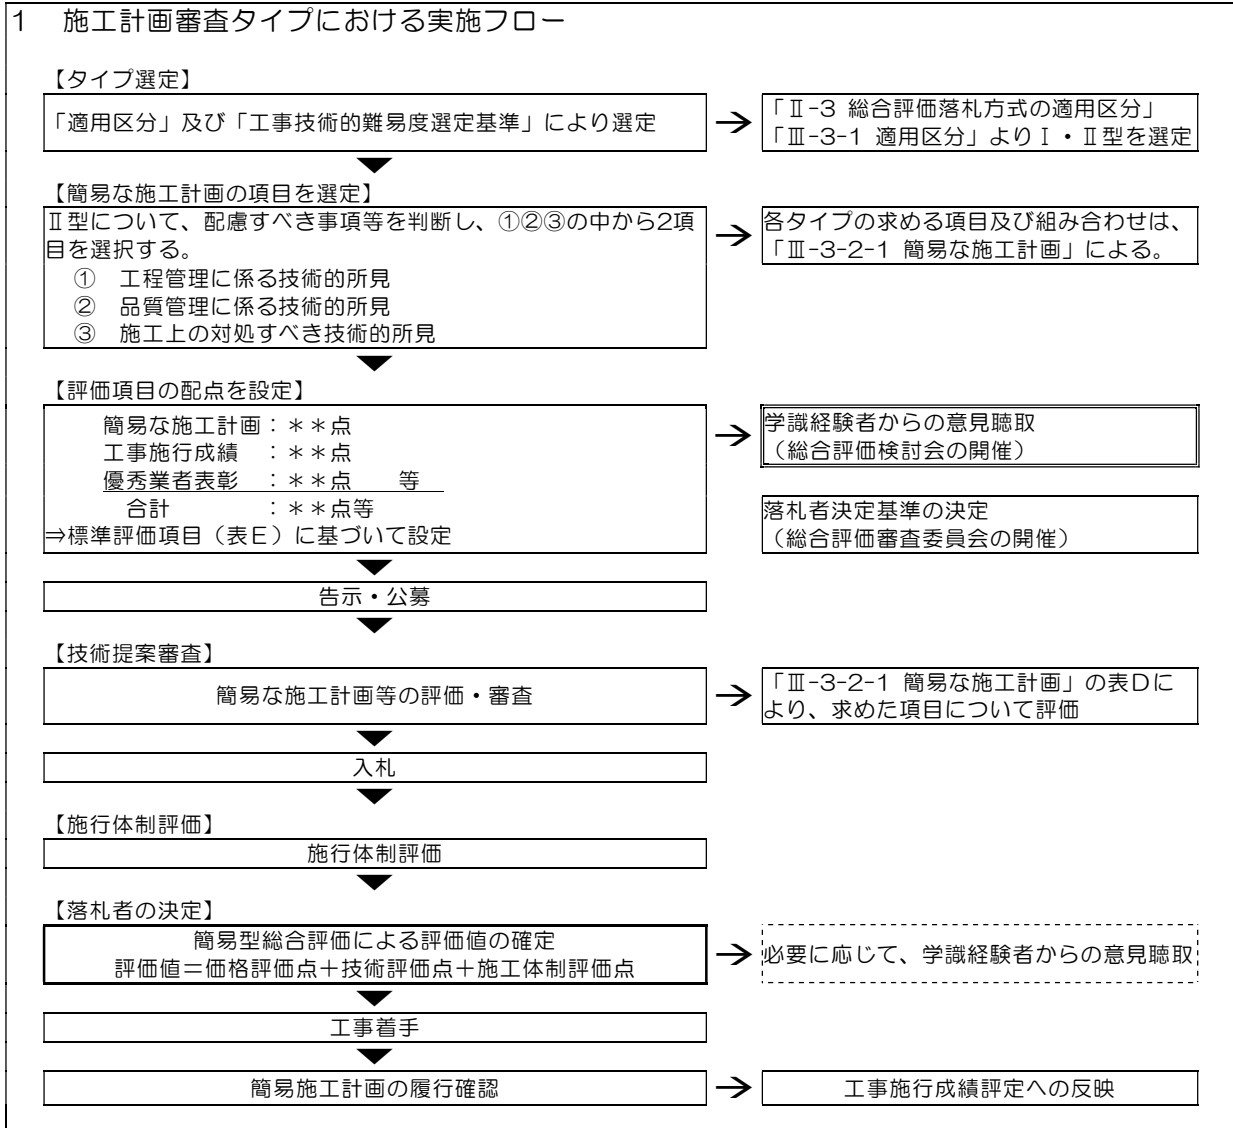 1　施工計画審査タイプにおける実施フロー
【タイプ選定】
「適用区分」及び「工事技術的難易度選定基準」により選定
→
「Ⅱ-3 総合評価落札方式の適用区分」
「Ⅲ-3-1 適用区分」よりⅠ・Ⅱ型を選定
【簡易な施工計画の項目を選定】
Ⅱ型について、配慮すべき事項等を判断し、①②③の中から2項
目を選択する。
①　工程管理に係る技術的所見
②　品質管理に係る技術的所見
③　施工上の対処すべき技術的所見
→
各タイプの求める項目及び組み合わせは、
「Ⅲ-3-2-1 簡易な施工計画」による。
【評価項目の配点を設定】
簡易な施工計画：＊＊点
工事施行成績　：＊＊点
優秀業者表彰　：＊＊点　　等
合計　　　　：＊＊点等
⇒標準評価項目（表E）に基づいて設定
→
学識経験者からの意見聴取
（総合評価検討会の開催）
落札者決定基準の決定
（総合評価審査委員会の開催）
告示・公募
【技術提案審査】
簡易な施工計画等の評価・審査
→
「Ⅲ-3-2-1 簡易な施工計画」の表Dに
より、求めた項目について評価
入札
【施行体制評価】
施行体制評価
【落札者の決定】
簡易型総合評価による評価値の確定
評価値＝価格評価点＋技術評価点＋施工体制評価点
→
必要に応じて、学識経験者からの意見聴取
工事着手
簡易施工計画の履行確認
→
工事施行成績評定への反映